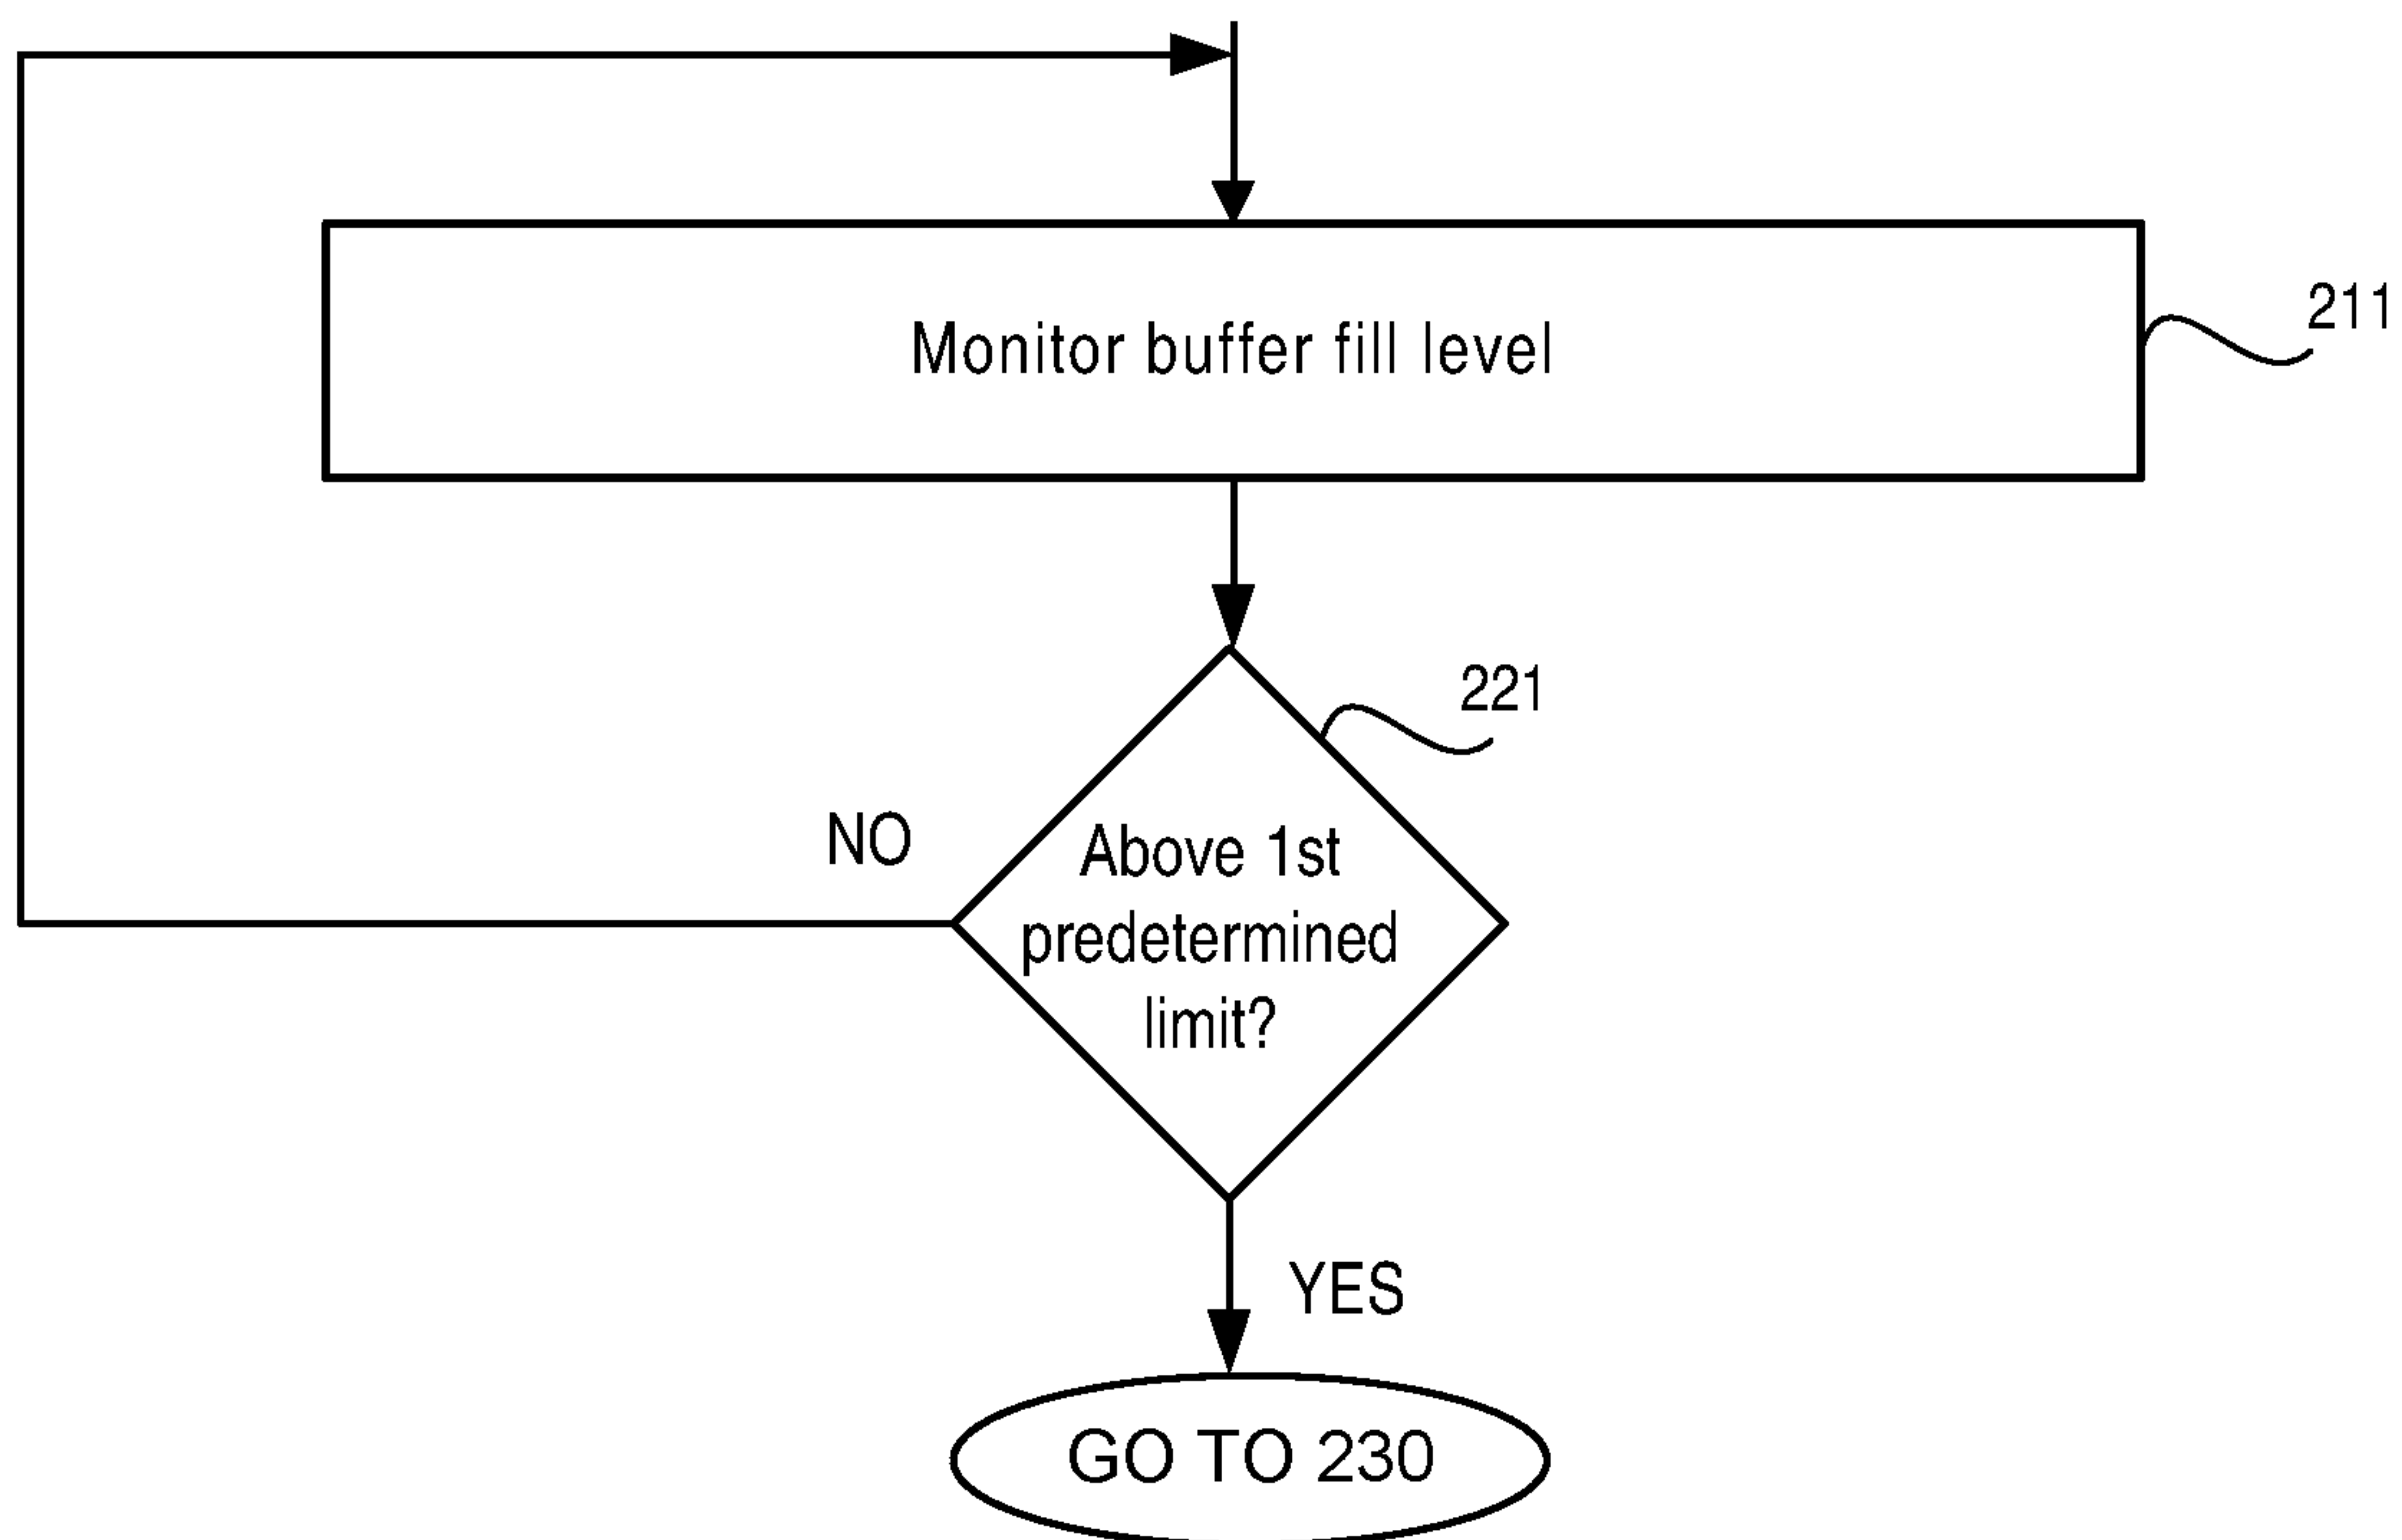 Monitor buffer fill level
211
221
NO
Above 1st
predetermined
limit?
YES
GO TO 230